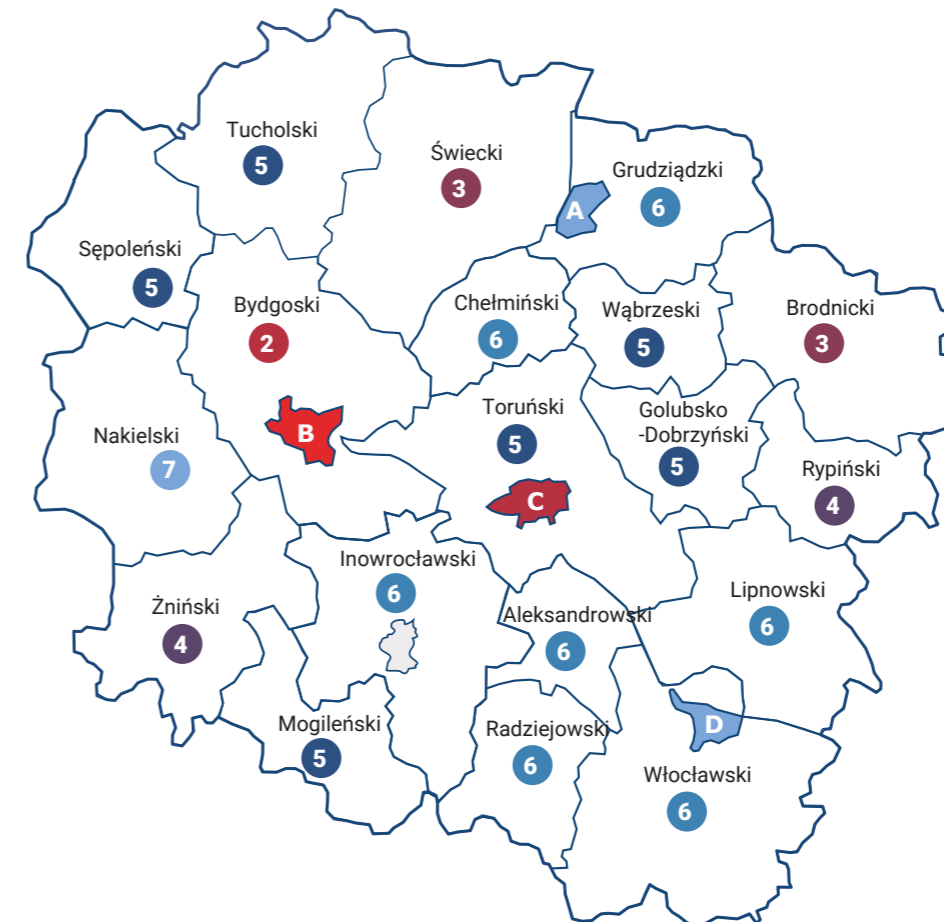 Tucholski
5
Świecki
3
Grudziądzki
6
A
Sępoleński
5
Bydgoski
2
Chełmiński
6
Wąbrzeski
5
Brodnicki
3
B
Nakielski
7
Toruński
5
C
Golubsko
-Dobrzyński
5
Rypiński
4
Inowrocławski
6
Żniński
4
Aleksandrowski
6
Lipnowski
6
Mogileński
5
Radziejowski
6
D
Włocławski
6